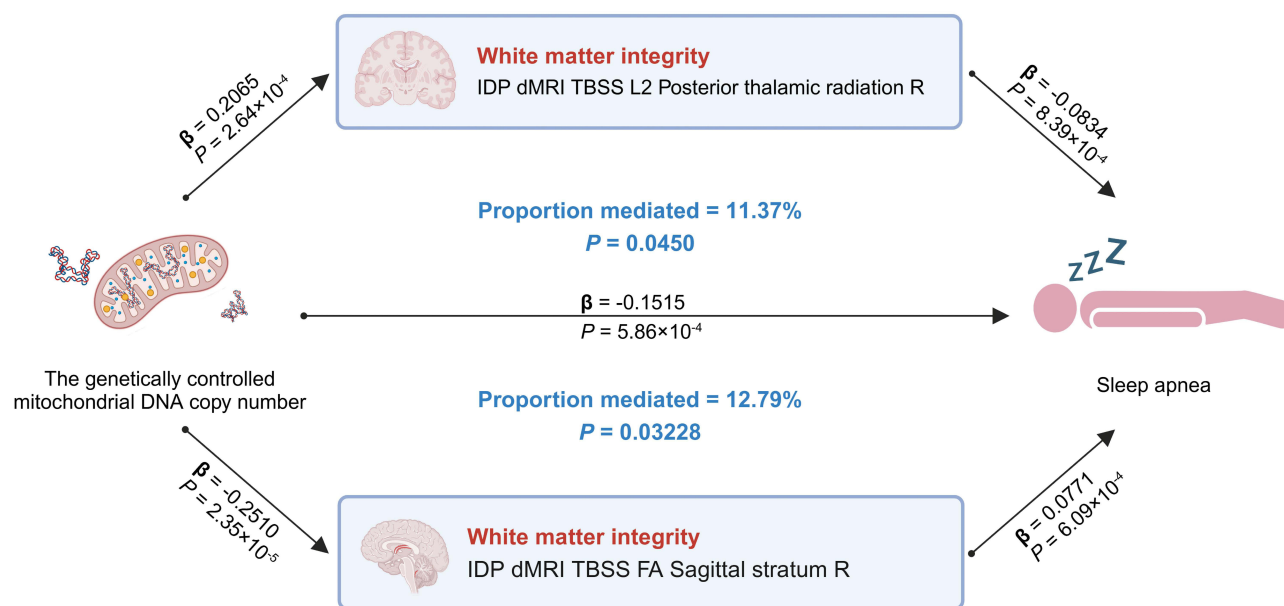 White matter integrity
IDP dMRI TBSS L2 Posterior thalamic radiation R
β = 0.2065
P = 2.64×10⁻⁴
β = -0.0834
P = 8.39×10⁻⁴
Proportion mediated = 11.37%
P = 0.0450
zzz
β = -0.1515
P = 5.86×10⁻⁴
The genetically controlled
mitochondrial DNA copy number
Sleep apnea
Proportion mediated = 12.79%
P = 0.03228
β = -0.2510
P = 2.35×10⁻⁵
β = 0.0771
P = 6.09×10⁻⁴
White matter integrity
IDP dMRI TBSS FA Sagittal stratum R